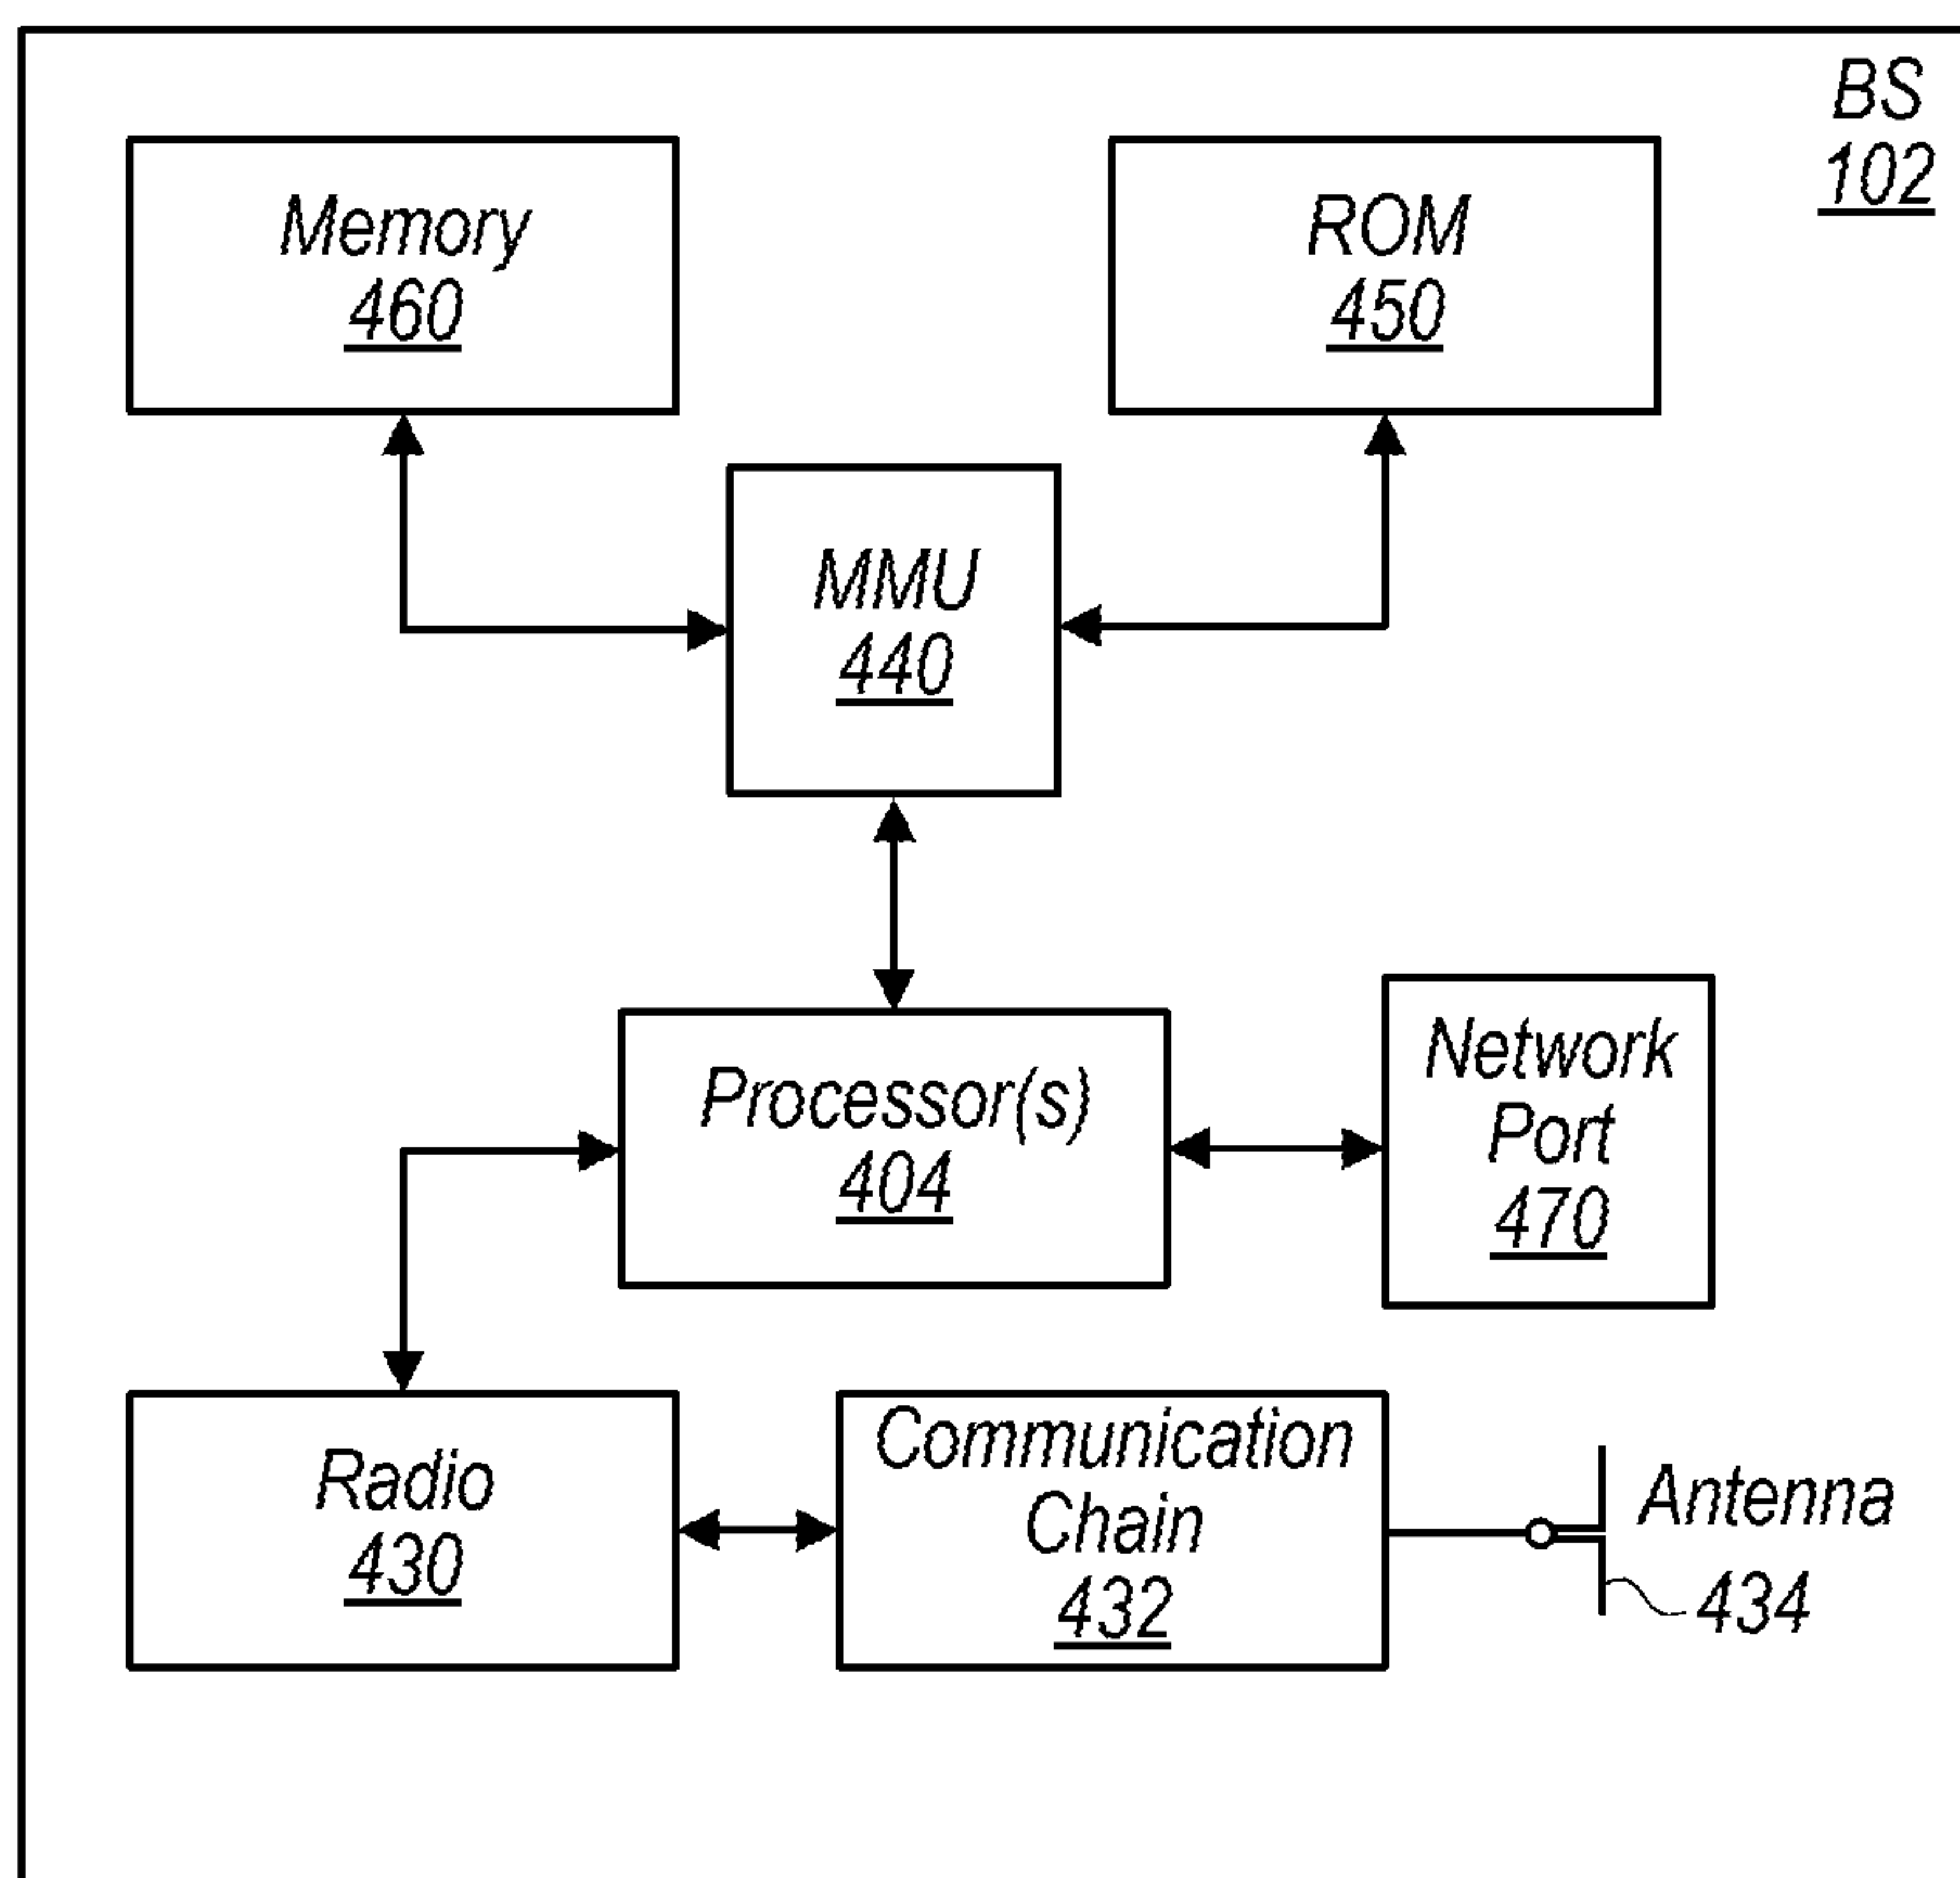 BS
102
Memory
460
ROM
450
MMU
440
Processor(s)
404
Network
Port
470
Radio
430
Communication
Chain
432
Antenna
434